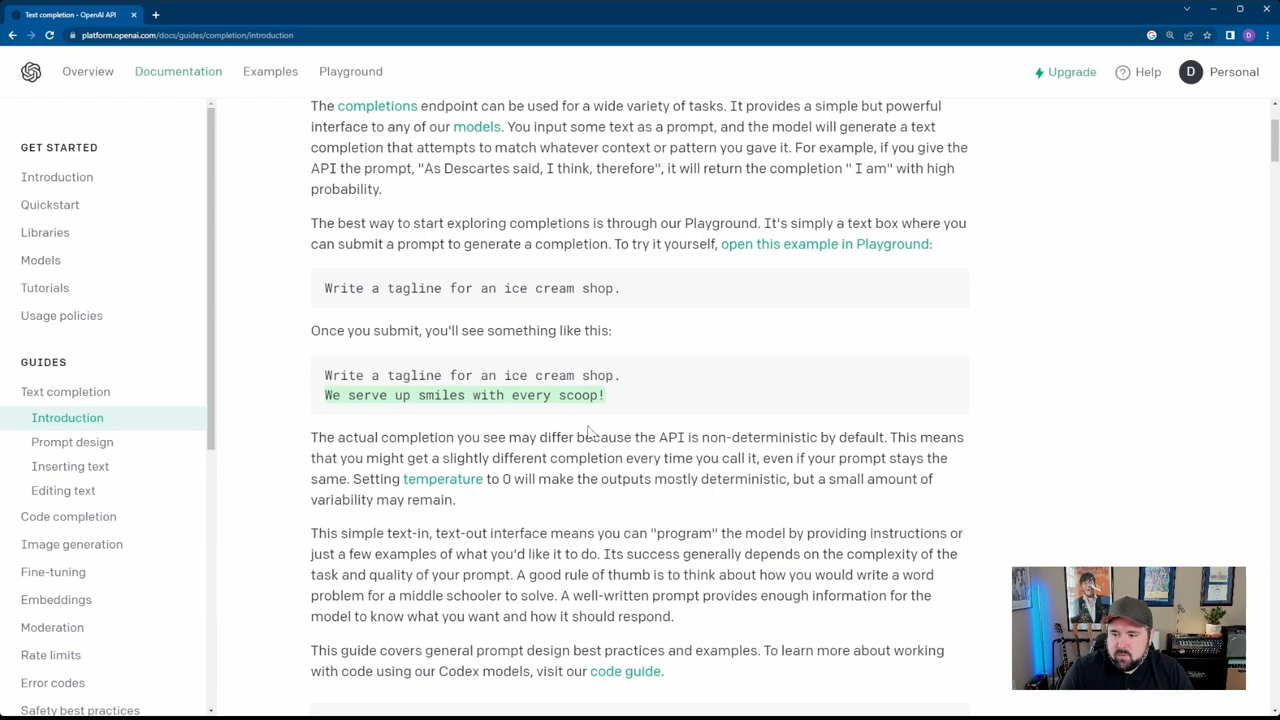 Text completion - OpenAI API
platform.openai.com/docs/guides/completion/introduction
Overview Documentation Examples Playground Upgrade Help D Personal
GET STARTED
Introduction
Quickstart
Libraries
Models
Tutorials
Usage policies
GUIDES
Text completion
Introduction
Prompt design
Inserting text
Editing text
Code completion
Image generation
Fine-tuning
Embeddings
Moderation
Rate limits
Error codes
Safety best practices
The completions endpoint can be used for a wide variety of tasks. It provides a simple but powerful
interface to any of our models. You input some text as a prompt, and the model will generate a text
completion that attempts to match whatever context or pattern you gave it. For example, if you give the
API the prompt, "As Descartes said, I think, therefore", it will return the completion " I am" with high
probability.
The best way to start exploring completions is through our Playground. It's simply a text box where you
can submit a prompt to generate a completion. To try it yourself, open this example in Playground:
Write a tagline for an ice cream shop.
Once you submit, you'll see something like this:
Write a tagline for an ice cream shop.
We serve up smiles with every scoop!
The actual completion you see may differ because the API is non-deterministic by default. This means
that you might get a slightly different completion every time you call it, even if your prompt stays the
same. Setting temperature to 0 will make the outputs mostly deterministic, but a small amount of
variability may remain.
This simple text-in, text-out interface means you can "program" the model by providing instructions or
just a few examples of what you'd like it to do. Its success generally depends on the complexity of the
task and quality of your prompt. A good rule of thumb is to think about how you would write a word
problem for a middle schooler to solve. A well-written prompt provides enough information for the
model to know what you want and how it should respond.
This guide covers general prompt design best practices and examples. To learn more about working
with code using our Codex models, visit our code guide.